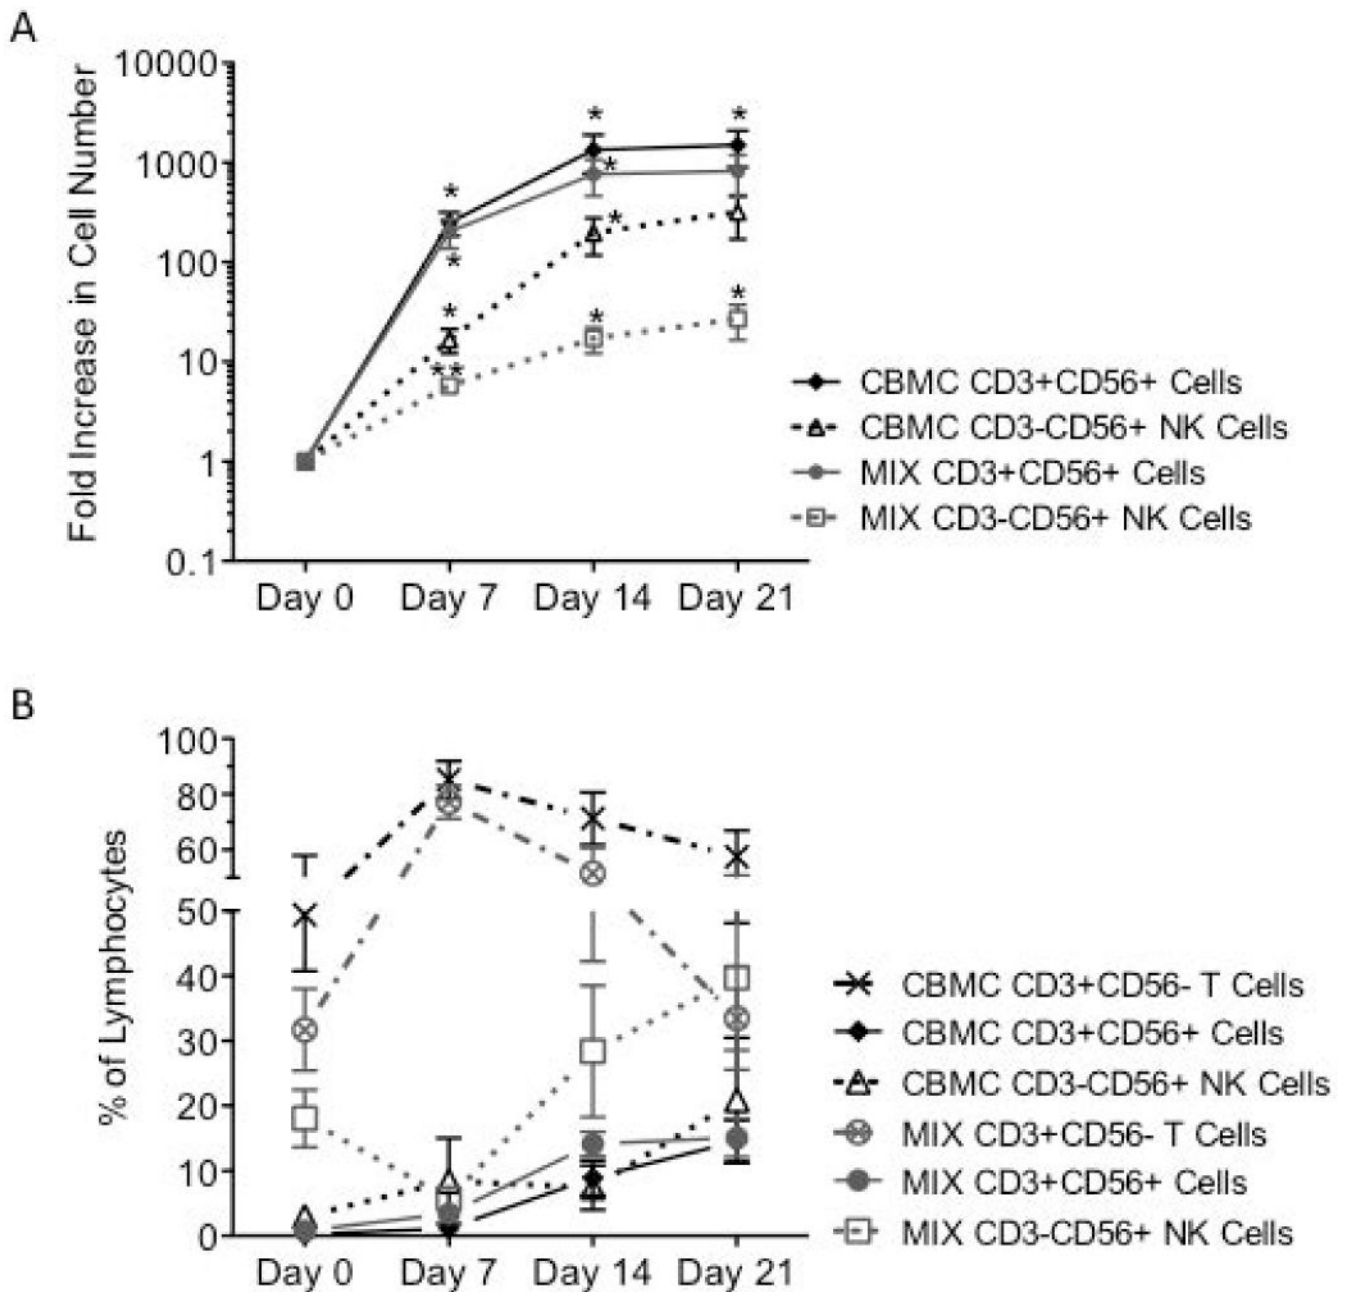 A
Fold Increase in Cell Number
10000
1000
100
10
1
0.1
* *
*
*
*
*
* *
*
**
Day 0 Day 7 Day 14 Day 21
CBMC CD3+CD56+ Cells
CBMC CD3-CD56+ NK Cells
MIX CD3+CD56+ Cells
MIX CD3-CD56+ NK Cells
B
% of Lymphocytes
100
80
60
50
40
30
20
10
0
Day 0 Day 7 Day 14 Day 21
CBMC CD3+CD56- T Cells
CBMC CD3+CD56+ Cells
CBMC CD3-CD56+ NK Cells
MIX CD3+CD56- T Cells
MIX CD3+CD56+ Cells
MIX CD3-CD56+ NK Cells